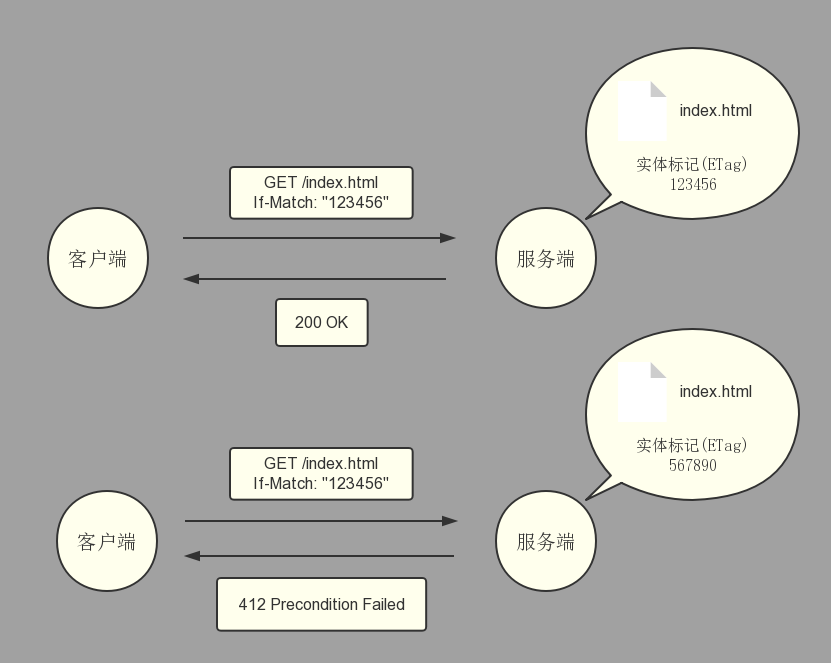 index.html
实体标记(ETag)
123456
GET /index.html
If-Match: "123456"
客户端
服务端
200 OK
index.html
实体标记(ETag)
567890
GET /index.html
If-Match: "123456"
客户端
服务端
412 Precondition Failed